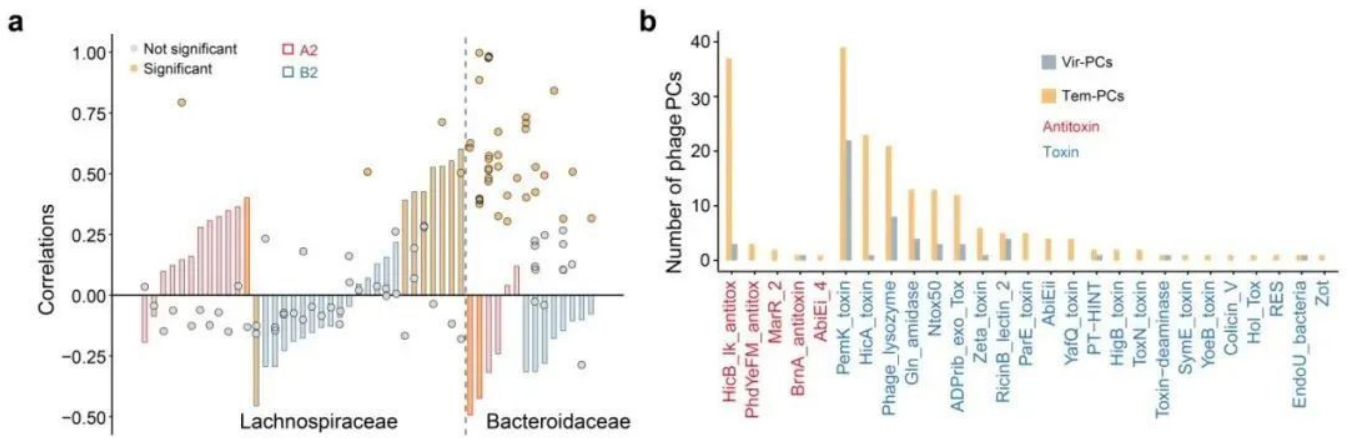 a
Not significant
Significant
A2
B2
1.00
0.75
0.50
0.25
0.00
−0.25
−0.50
Correlations
Lachnospiraceae
Bacteroidaceae
b
40
30
20
10
0
Number of phage PCs
Vir-PCs
Tem-PCs
Antitoxin
Toxin
HicB_lk_antitox
PhdYeFM_antitox
MarR_2
BrnA_antitoxin
AbiEi_4
PemK_toxin
HicA_toxin
Phage_lysozyme
Gln_amidase
Ntox50
ADPrib_exo_Tox
Zeta_toxin
RicinB_lectin_2
ParE_toxin
AbiEii
YafQ_toxin
PT−HINT
HigB_toxin
ToxN_toxin
Toxin−deaminase
SymE_toxin
YoeB_toxin
Colicin_V
Hol_Tox
RES
EndoU_bacteria
Zot